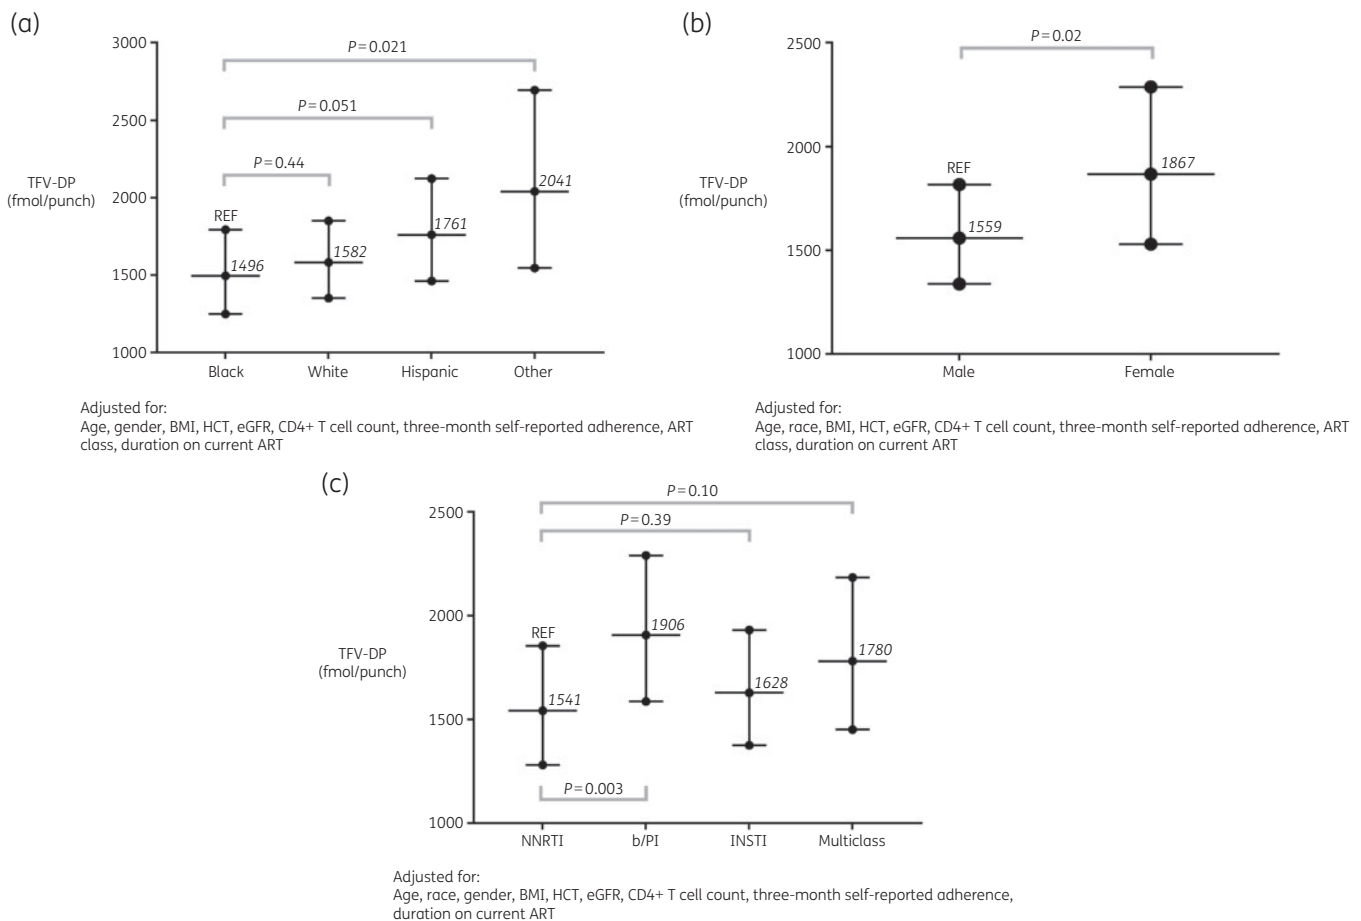 (a)
3000
2500
2000
1500
1000
TFV-DP
(fmol/punch)
P=0.021
P=0.051
P=0.44
REF
1496
1582
1761
2041
Black White Hispanic Other
Adjusted for:
Age, gender, BMI, HCT, eGFR, CD4+ T cell count, three-month self-reported adherence, ART
class, duration on current ART
(b)
2500
2000
1500
1000
TFV-DP
(fmol/punch)
P=0.02
REF
1559
1867
Male Female
Adjusted for:
Age, race, BMI, HCT, eGFR, CD4+ T cell count, three-month self-reported adherence, ART
class, duration on current ART
(c)
2500
2000
1500
1000
TFV-DP
(fmol/punch)
P=0.10
P=0.39
REF
1541
1906
1628
1780
P=0.003
NNRTI b/PI INSTI Multiclass
Adjusted for:
Age, race, gender, BMI, HCT, eGFR, CD4+ T cell count, three-month self-reported adherence,
duration on current ART